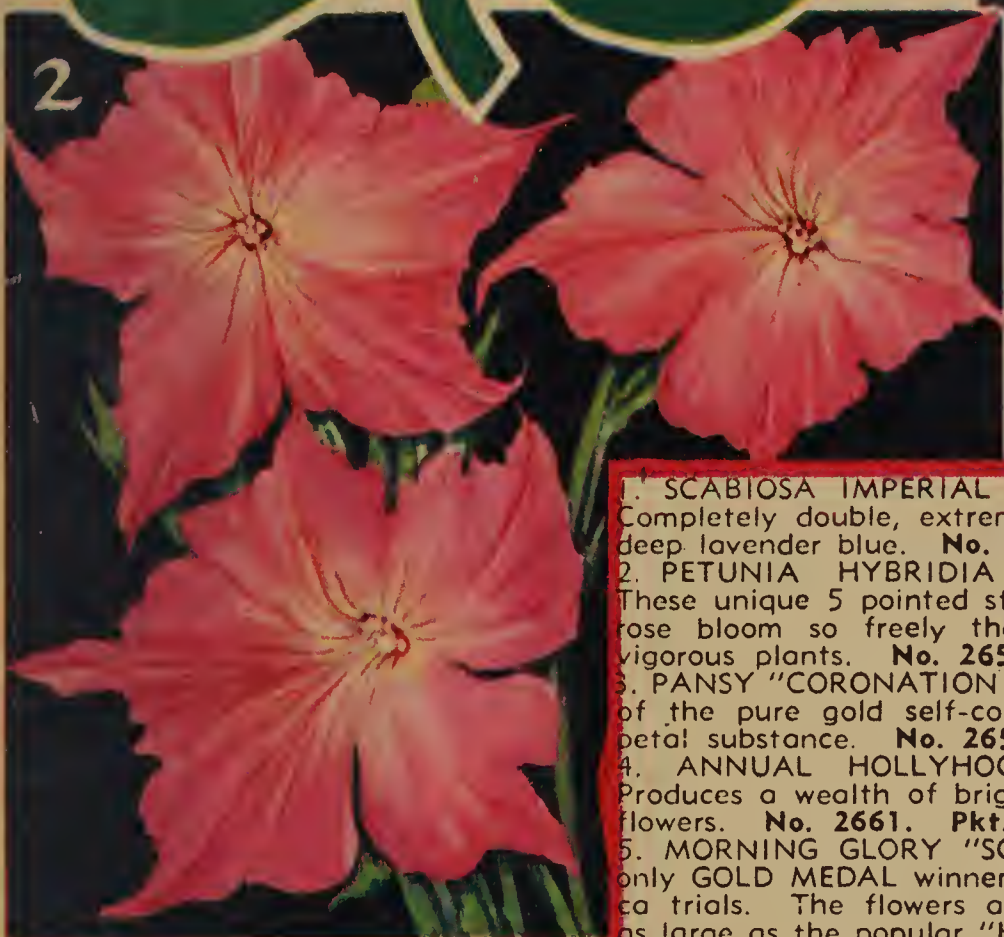 2
1. SCABIOSA IMPERIAL
Completely double, extrem
deep lavender blue. No.
2. PETUNIA HYBRIDIA
These unique 5 pointed st
rose bloom so freely the
vigorous plants. No. 265
3. PANSY "CORONATION
of the pure gold self-co
petal substance. No. 265
4. ANNUAL HOLLYHOC
Produces a wealth of brig
flowers. No. 2661. Pkt.
5. MORNING GLORY "SC
only GOLD MEDAL winner
ca trials. The flowers a
as large as the popular "H